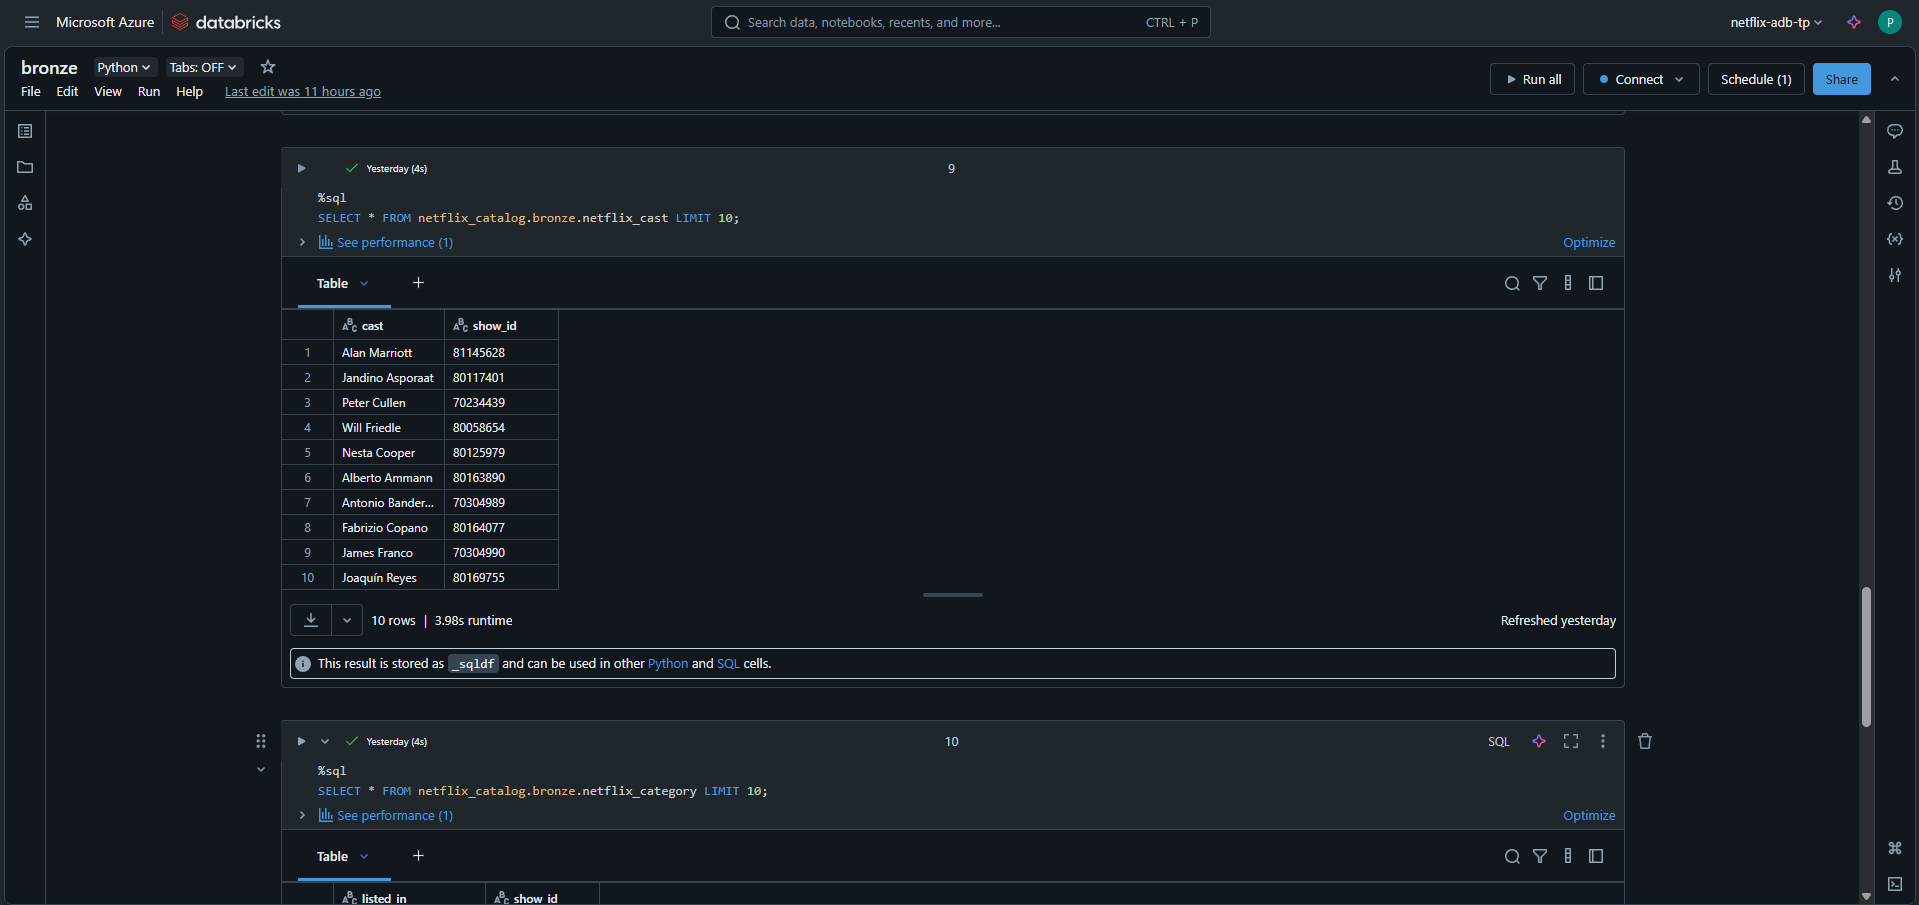 Microsoft Azure databricks Search data, notebooks, recents, and more... CTRL + P netflix-adb-tp P
bronze Python Tabs: OFF
File Edit View Run Help Last edit was 11 hours ago Run all Connect Schedule (1) Share
Yesterday (4s) 9
%sql
SELECT * FROM netflix_catalog.bronze.netflix_cast LIMIT 10;
See performance (1) Optimize
Table +
ABC cast ABC show_id
1 Alan Marriott 81145628
2 Jandino Asporaat 80117401
3 Peter Cullen 70234439
4 Will Friedle 80058654
5 Nesta Cooper 80125979
6 Alberto Ammann 80163890
7 Antonio Bander... 70304989
8 Fabrizio Copano 80164077
9 James Franco 70304990
10 Joaquín Reyes 80169755
10 rows | 3.98s runtime Refreshed yesterday
This result is stored as _sqldf and can be used in other Python and SQL cells.
Yesterday (4s) 10 SQL
%sql
SELECT * FROM netflix_catalog.bronze.netflix_category LIMIT 10;
See performance (1) Optimize
Table +
ABC listed_in ABC show_id